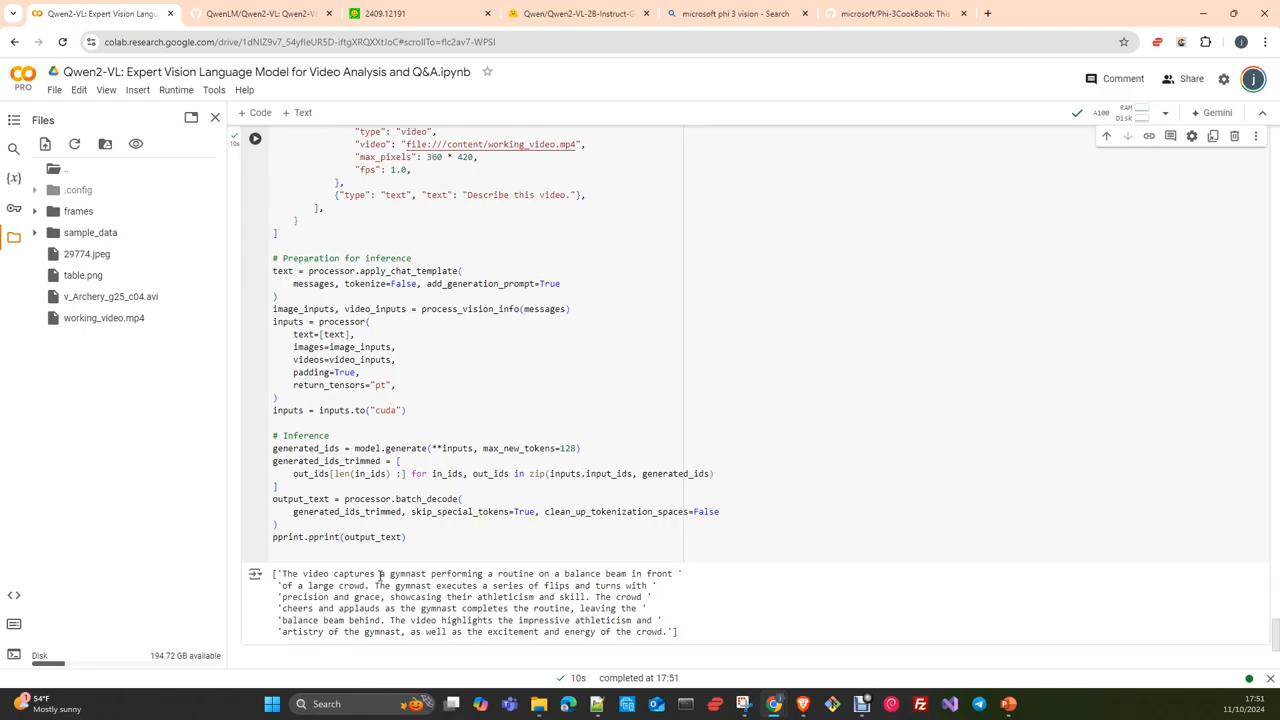 Qwen2-VL: Expert Vision Langu
QwenLM/Qwen2-VL: Qwen2-V
2409.12191
Qwen/Qwen2-VL-2B-Instruct-G
microsoft phi 3 vision - Search
microsoft/Phi-3CookBook: This
colab.research.google.com/drive/1dNIZ9v7_54yfIeUR5D-iftgXRQXXtJoC#scrollTo=fIc2av7-WPSI
j
CO
PRO
Qwen2-VL: Expert Vision Language Model for Video Analysis and Q&A.ipynb
File Edit View Insert Runtime Tools Help
Comment
Share
j
Files
+ Code + Text
A100
RAM
Disk
Gemini
..
.config
frames
sample_data
29774.jpeg
table.png
v_Archery_g25_c04.avi
working_video.mp4
Disk
194.72 GB available
10s
"type": "video",
"video": "file:///content/working_video.mp4",
"max_pixels": 360 * 420,
"fps": 1.0,
},
{"type": "text", "text": "Describe this video."},
],
}
]
# Preparation for inference
text = processor.apply_chat_template(
messages, tokenize=False, add_generation_prompt=True
)
image_inputs, video_inputs = process_vision_info(messages)
inputs = processor(
text=[text],
images=image_inputs,
videos=video_inputs,
padding=True,
return_tensors="pt",
)
inputs = inputs.to("cuda")
# Inference
generated_ids = model.generate(**inputs, max_new_tokens=128)
generated_ids_trimmed = [
out_ids[len(in_ids) :] for in_ids, out_ids in zip(inputs.input_ids, generated_ids)
]
output_text = processor.batch_decode(
generated_ids_trimmed, skip_special_tokens=True, clean_up_tokenization_spaces=False
)
pprint.pprint(output_text)
['The video captures a gymnast performing a routine on a balance beam in front '
'of a large crowd. The gymnast executes a series of flips and turns with '
'precision and grace, showcasing their athleticism and skill. The crowd '
'cheers and applauds as the gymnast completes the routine, leaving the '
'balance beam behind. The video highlights the impressive athleticism and '
'artistry of the gymnast, as well as the excitement and energy of the crowd.']
10s completed at 17:51
54°F
Mostly sunny
Search
17:51
11/10/2024